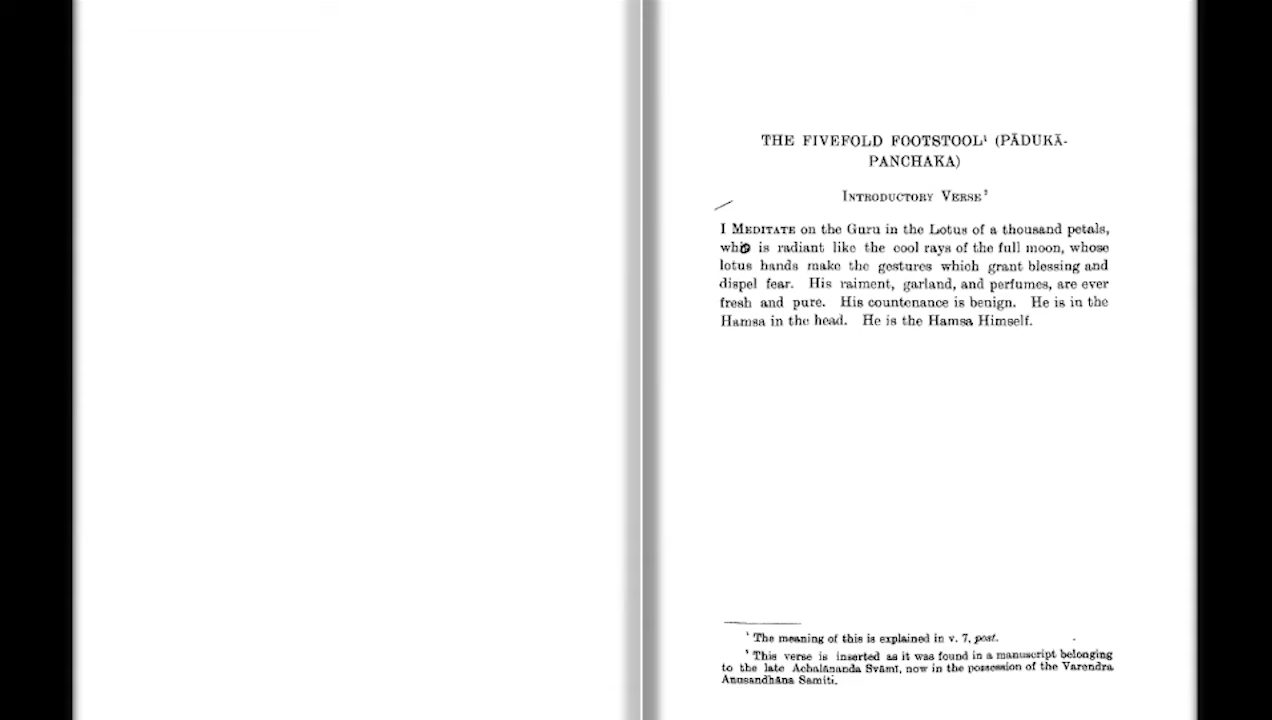 THE FIVEFOLD FOOTSTOOL¹ (PĀDUKĀ-
PANCHAKA)
INTRODUCTORY VERSE²
I MEDITATE on the Guru in the Lotus of a thousand petals,
who is radiant like the cool rays of the full moon, whose
lotus hands make the gestures which grant blessing and
dispel fear. His raiment, garland, and perfumes, are ever
fresh and pure. His countenance is benign. He is in the
Hamsa in the head. He is the Hamsa Himself.
¹ The meaning of this is explained in v. 7, post.
² This verse is inserted as it was found in a manuscript belonging
to the late Achalānanda Svāmī, now in the possession of the Varendra
Anusandhāna Samiti.